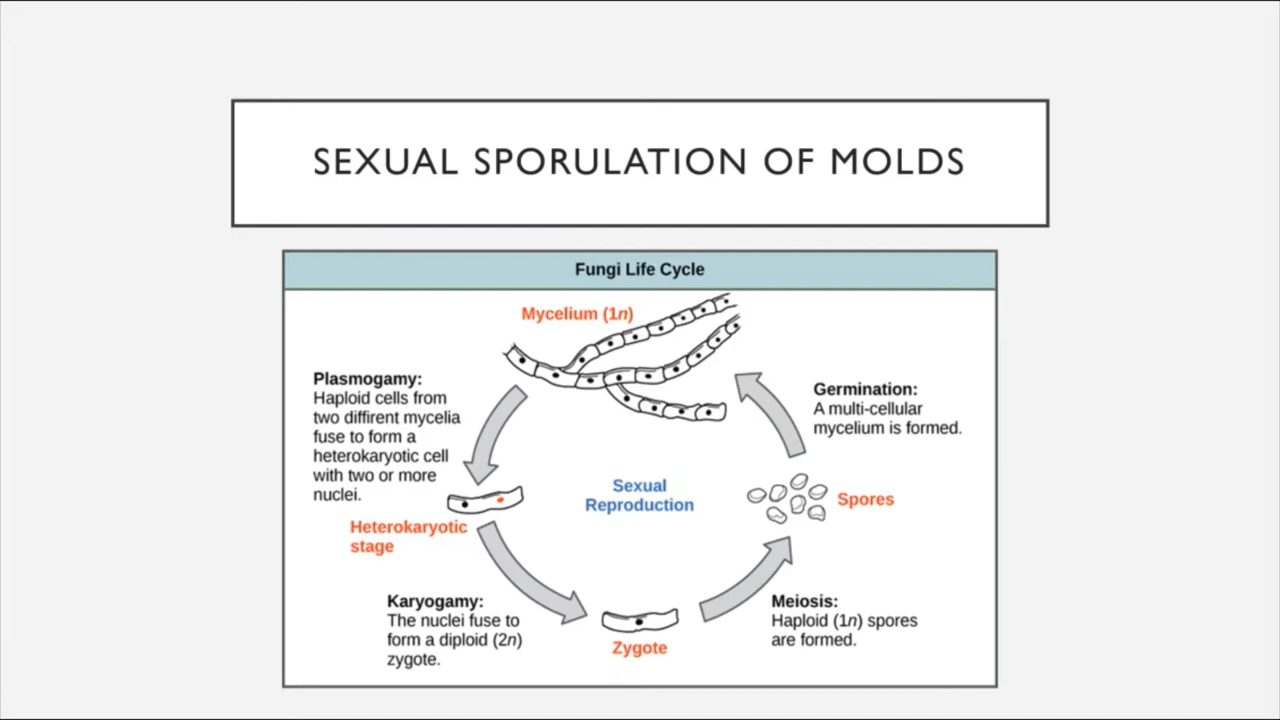 SEXUAL SPORULATION OF MOLDS
Fungi Life Cycle
Mycelium (1n)
Plasmogamy:
Haploid cells from
two diffirent mycelia
fuse to form a
heterokaryotic cell
with two or more
nuclei.
Germination:
A multi-cellular
mycelium is formed.
Sexual
Reproduction
Spores
Heterokaryotic
stage
Karyogamy:
The nuclei fuse to
form a diploid (2n)
zygote.
Zygote
Meiosis:
Haploid (1n) spores
are formed.